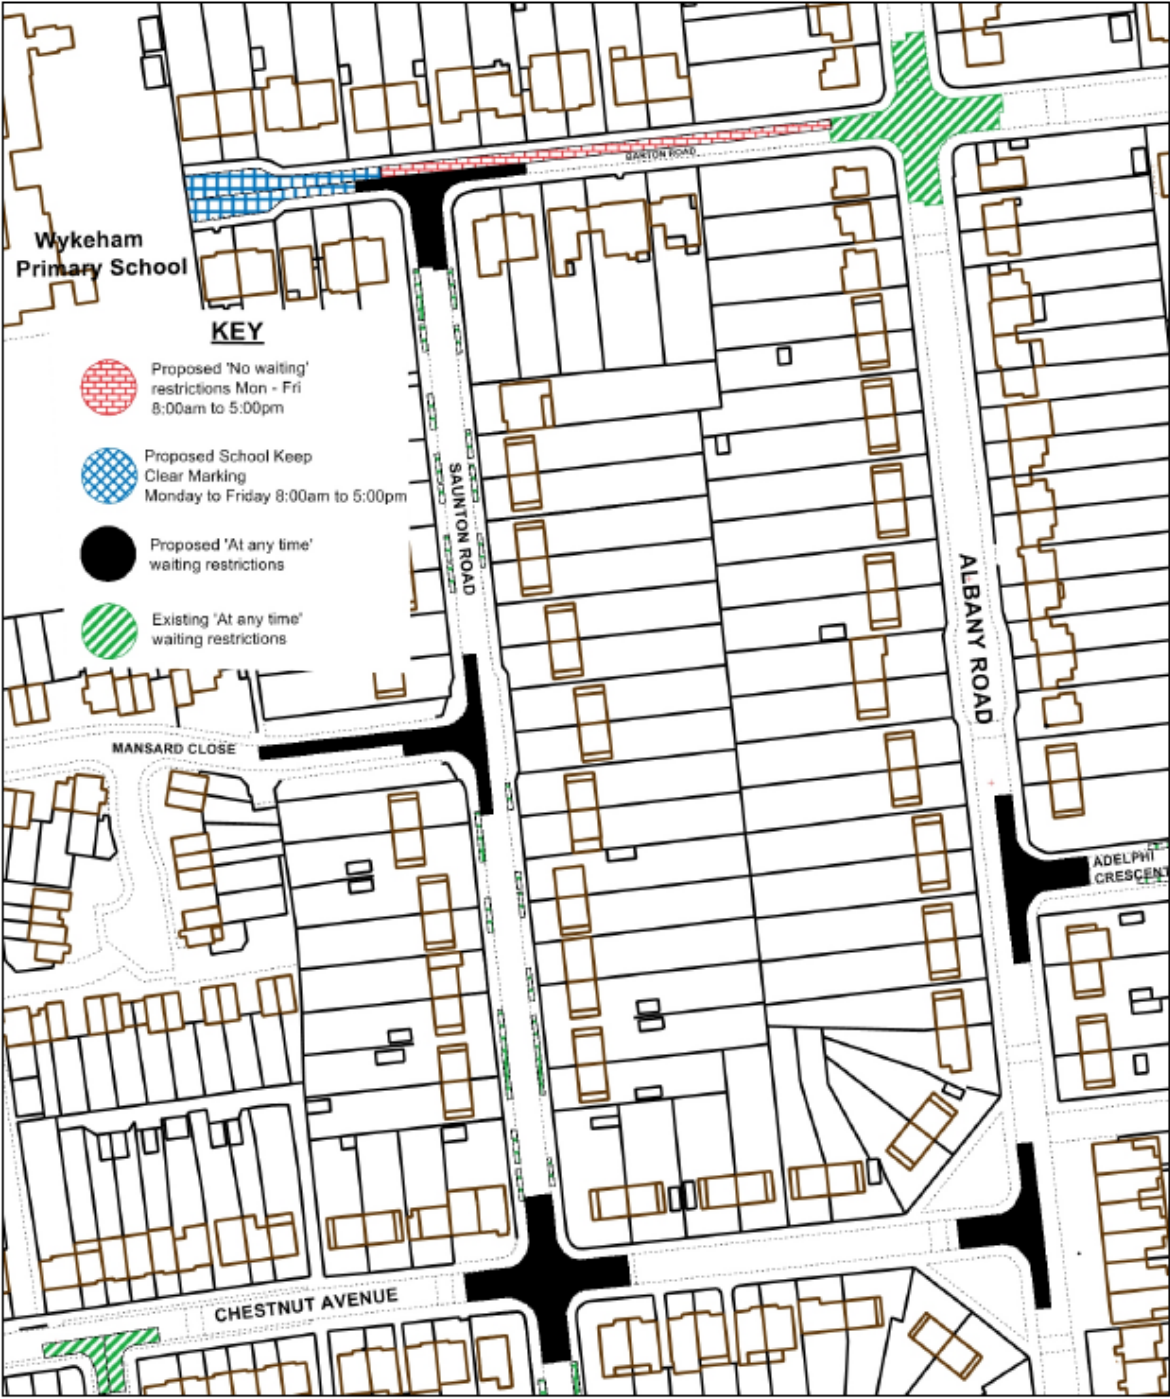 BARTON ROAD
Wykeham
Primary School
KEY
Proposed 'No waiting'
restrictions Mon - Fri
8:00am to 5:00pm
Proposed School Keep
Clear Marking
Monday to Friday 8:00am to 5:00pm
Proposed 'At any time'
waiting restrictions
Existing 'At any time'
waiting restrictions
SAUNTON ROAD
ALBANY ROAD
MANSARD CLOSE
ADELPHI
CRESCENT
CHESTNUT AVENUE